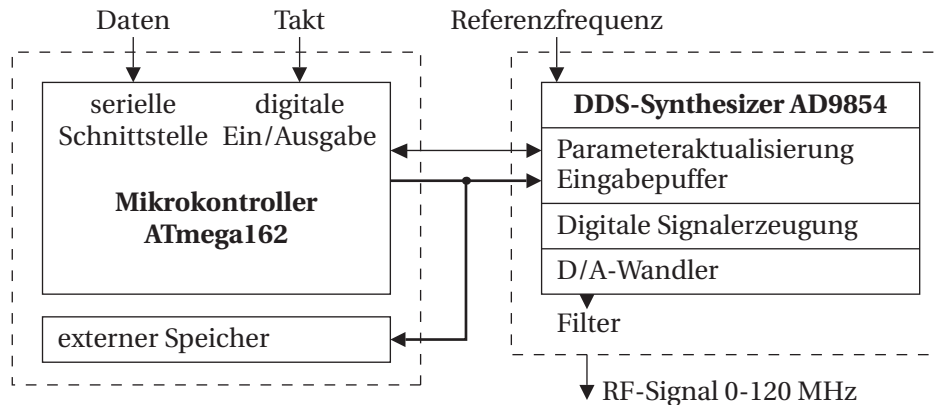 Daten
Takt
Referenzfrequenz
serielle
Schnittstelle
digitale
Ein/Ausgabe
Mikrokontroller
ATmega162
externer Speicher
DDS-Synthesizer AD9854
Parameteraktualisierung
Eingabepuffer
Digitale Signalerzeugung
D/A-Wandler
Filter
RF-Signal 0-120 MHz